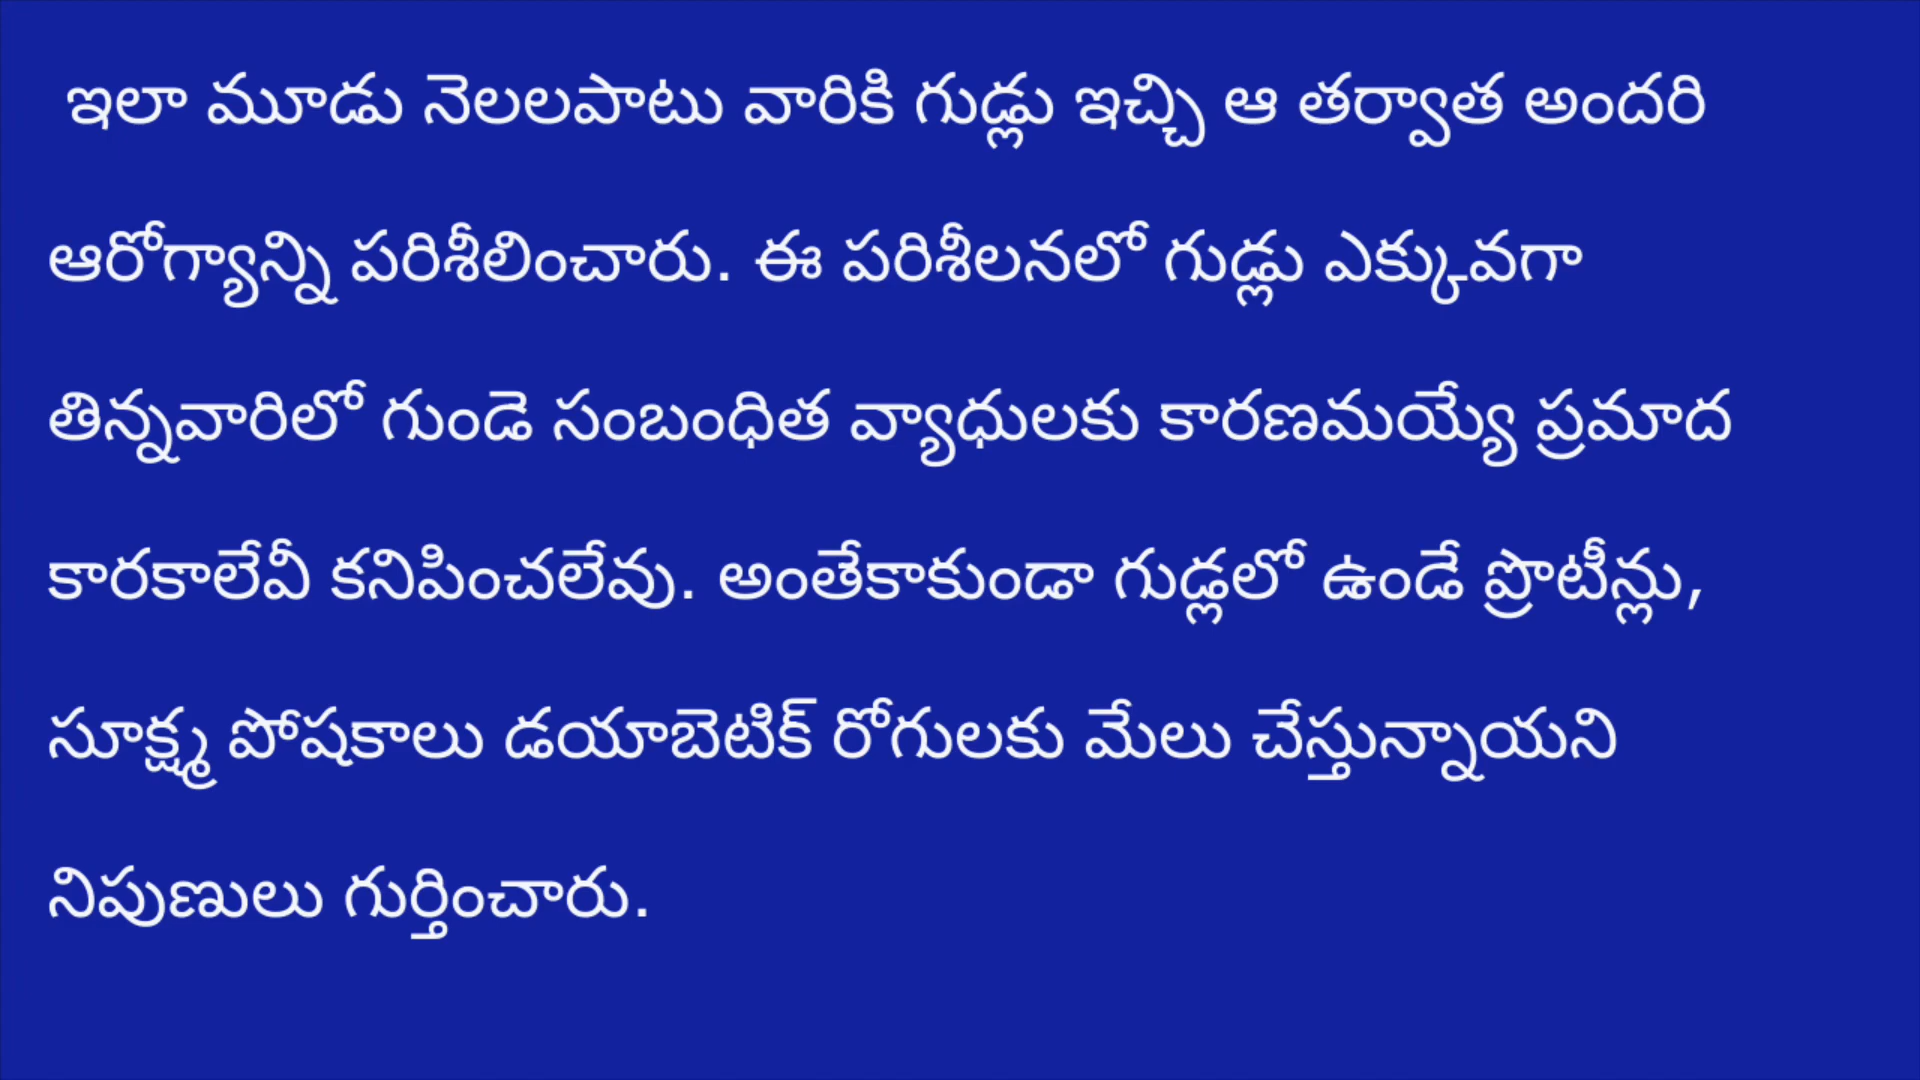 ఇలా మూడు నెలలపాటు వారికి గుడ్లు ఇచ్చి ఆ తర్వాత అందరి
ఆరోగ్యాన్ని పరిశీలించారు. ఈ పరిశీలనలో గుడ్లు ఎక్కువగా
తిన్నవారిలో గుండె సంబంధిత వ్యాధులకు కారణమయ్యే ప్రమాద
కారకాలేవీ కనిపించలేవు. అంతేకాకుండా గుడ్లలో ఉండే ప్రొటీన్లు,
సూక్ష్మ పోషకాలు డయాబెటిక్ రోగులకు మేలు చేస్తున్నాయని
నిపుణులు గుర్తించారు.